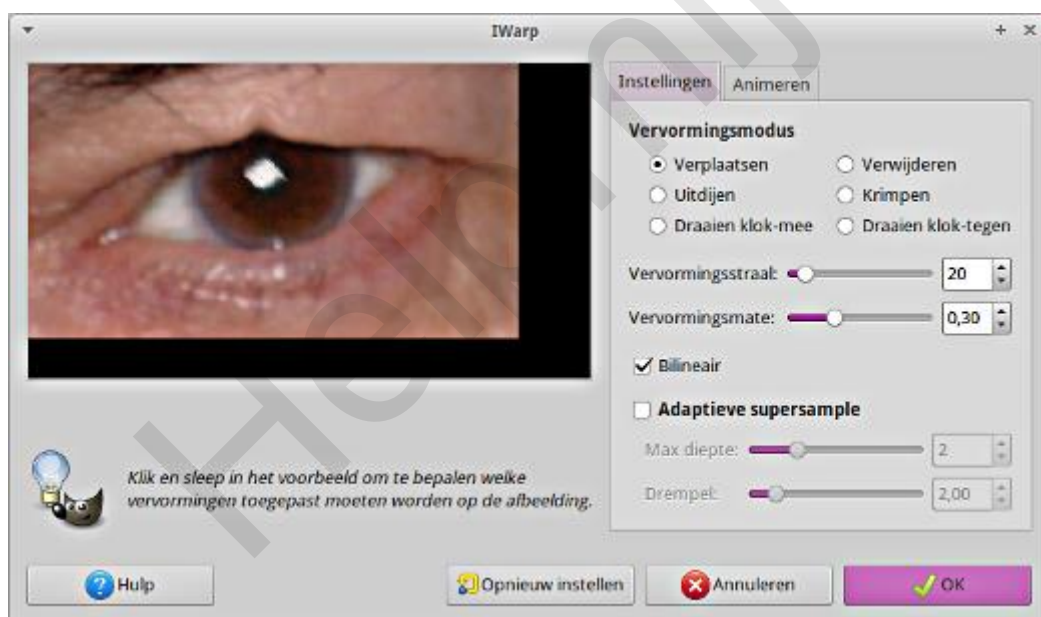 IWarp
Instellingen Animeren
Vervormingsmodus
Verplaatsen Verwijderen
Uitdijen Krimpen
Draaien klok-mee Draaien klok-tegen
Vervormingsstraal: 20
Vervormingsmate: 0,30
Bilineair
Adaptieve supersample
Max diepte: 2
Drempel: 2,00
Klik en sleep in het voorbeeld om te bepalen welke
vervormingen toegepast moeten worden op de afbeelding.
Hulp Opnieuw instellen Annuleren OK